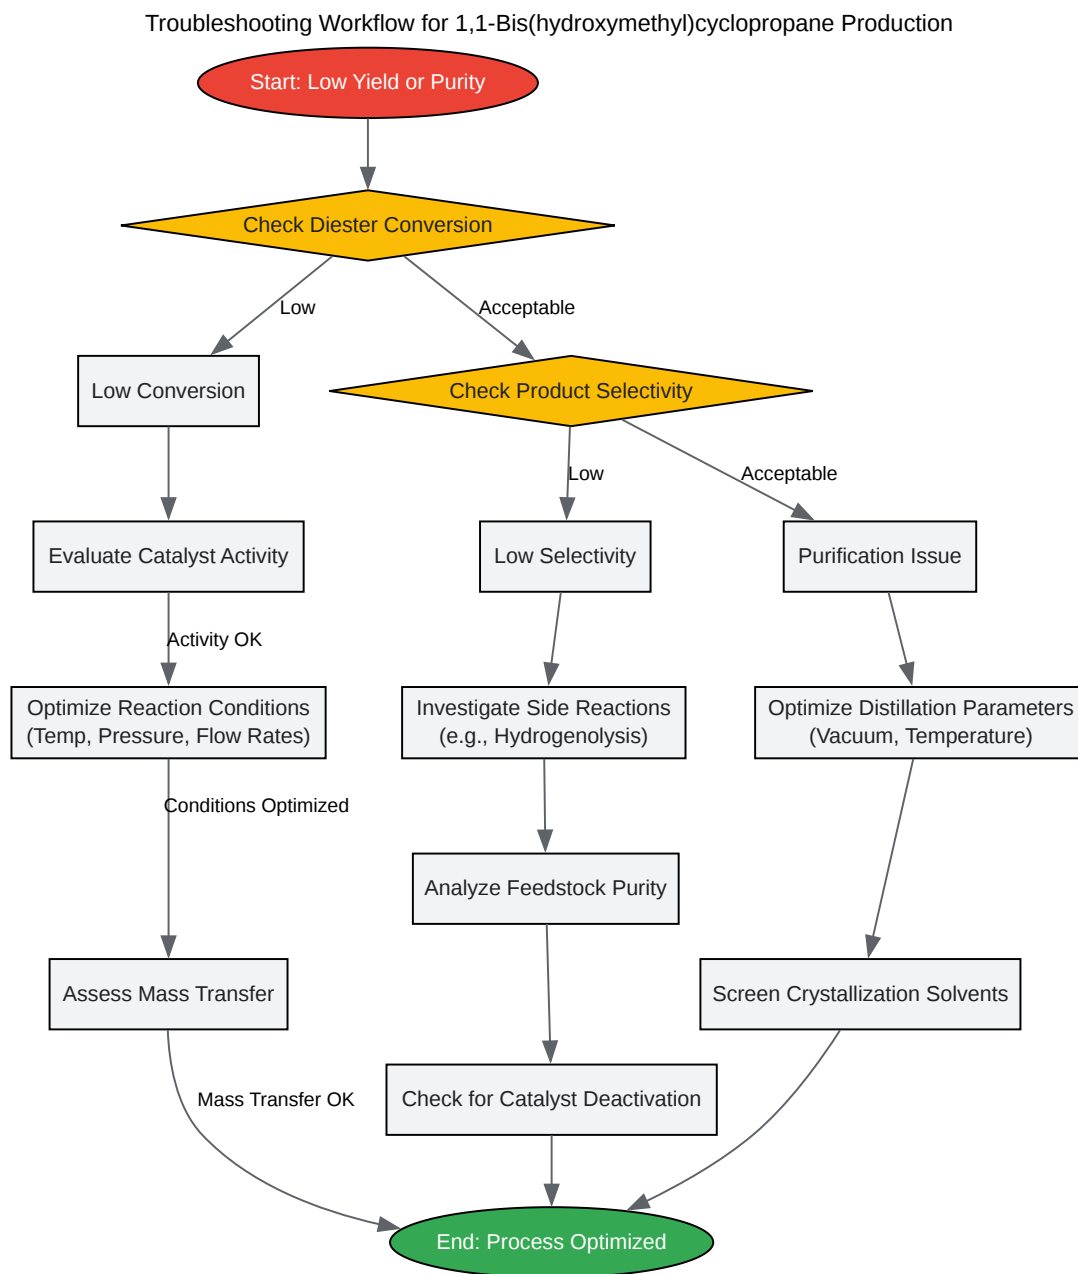 Troubleshooting Workflow for 1,1-Bis(hydroxymethyl)cyclopropane Production
Start: Low Yield or Purity
Check Diester Conversion
Low
Acceptable
Low Conversion
Check Product Selectivity
Low
Acceptable
Evaluate Catalyst Activity
Low Selectivity
Purification Issue
Activity OK
Optimize Reaction Conditions
(Temp, Pressure, Flow Rates)
Investigate Side Reactions
(e.g., Hydrogenolysis)
Optimize Distillation Parameters
(Vacuum, Temperature)
Conditions Optimized
Analyze Feedstock Purity
Assess Mass Transfer
Screen Crystallization Solvents
Mass Transfer OK
Check for Catalyst Deactivation
End: Process Optimized